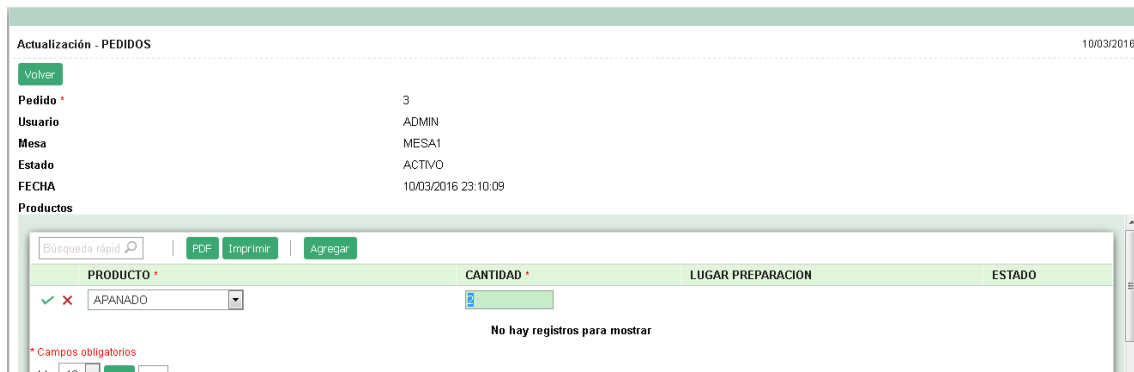 Actualización - PEDIDOS 10/03/2016
Volver
Pedido * 3
Usuario ADMIN
Mesa MESA1
Estado ACTIVO
FECHA 10/03/2016 23:10:09
Productos
Búsqueda rápid PDF Imprimir Agregar
PRODUCTO * CANTIDAD * LUGAR PREPARACION ESTADO
APANADO 2
No hay registros para mostrar
* Campos obligatorios